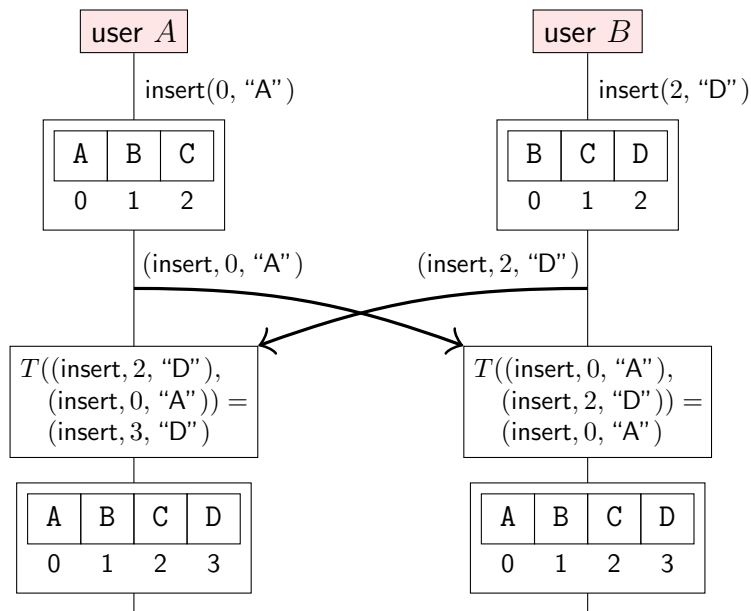 user A
user B
insert(0, “A”)
insert(2, “D”)
A B C
0 1 2
B C D
0 1 2
(insert, 0, “A”)
(insert, 2, “D”)
T((insert, 2, “D”),
(insert, 0, “A”)) =
(insert, 3, “D”)
T((insert, 0, “A”),
(insert, 2, “D”)) =
(insert, 0, “A”)
A B C D
0 1 2 3
A B C D
0 1 2 3